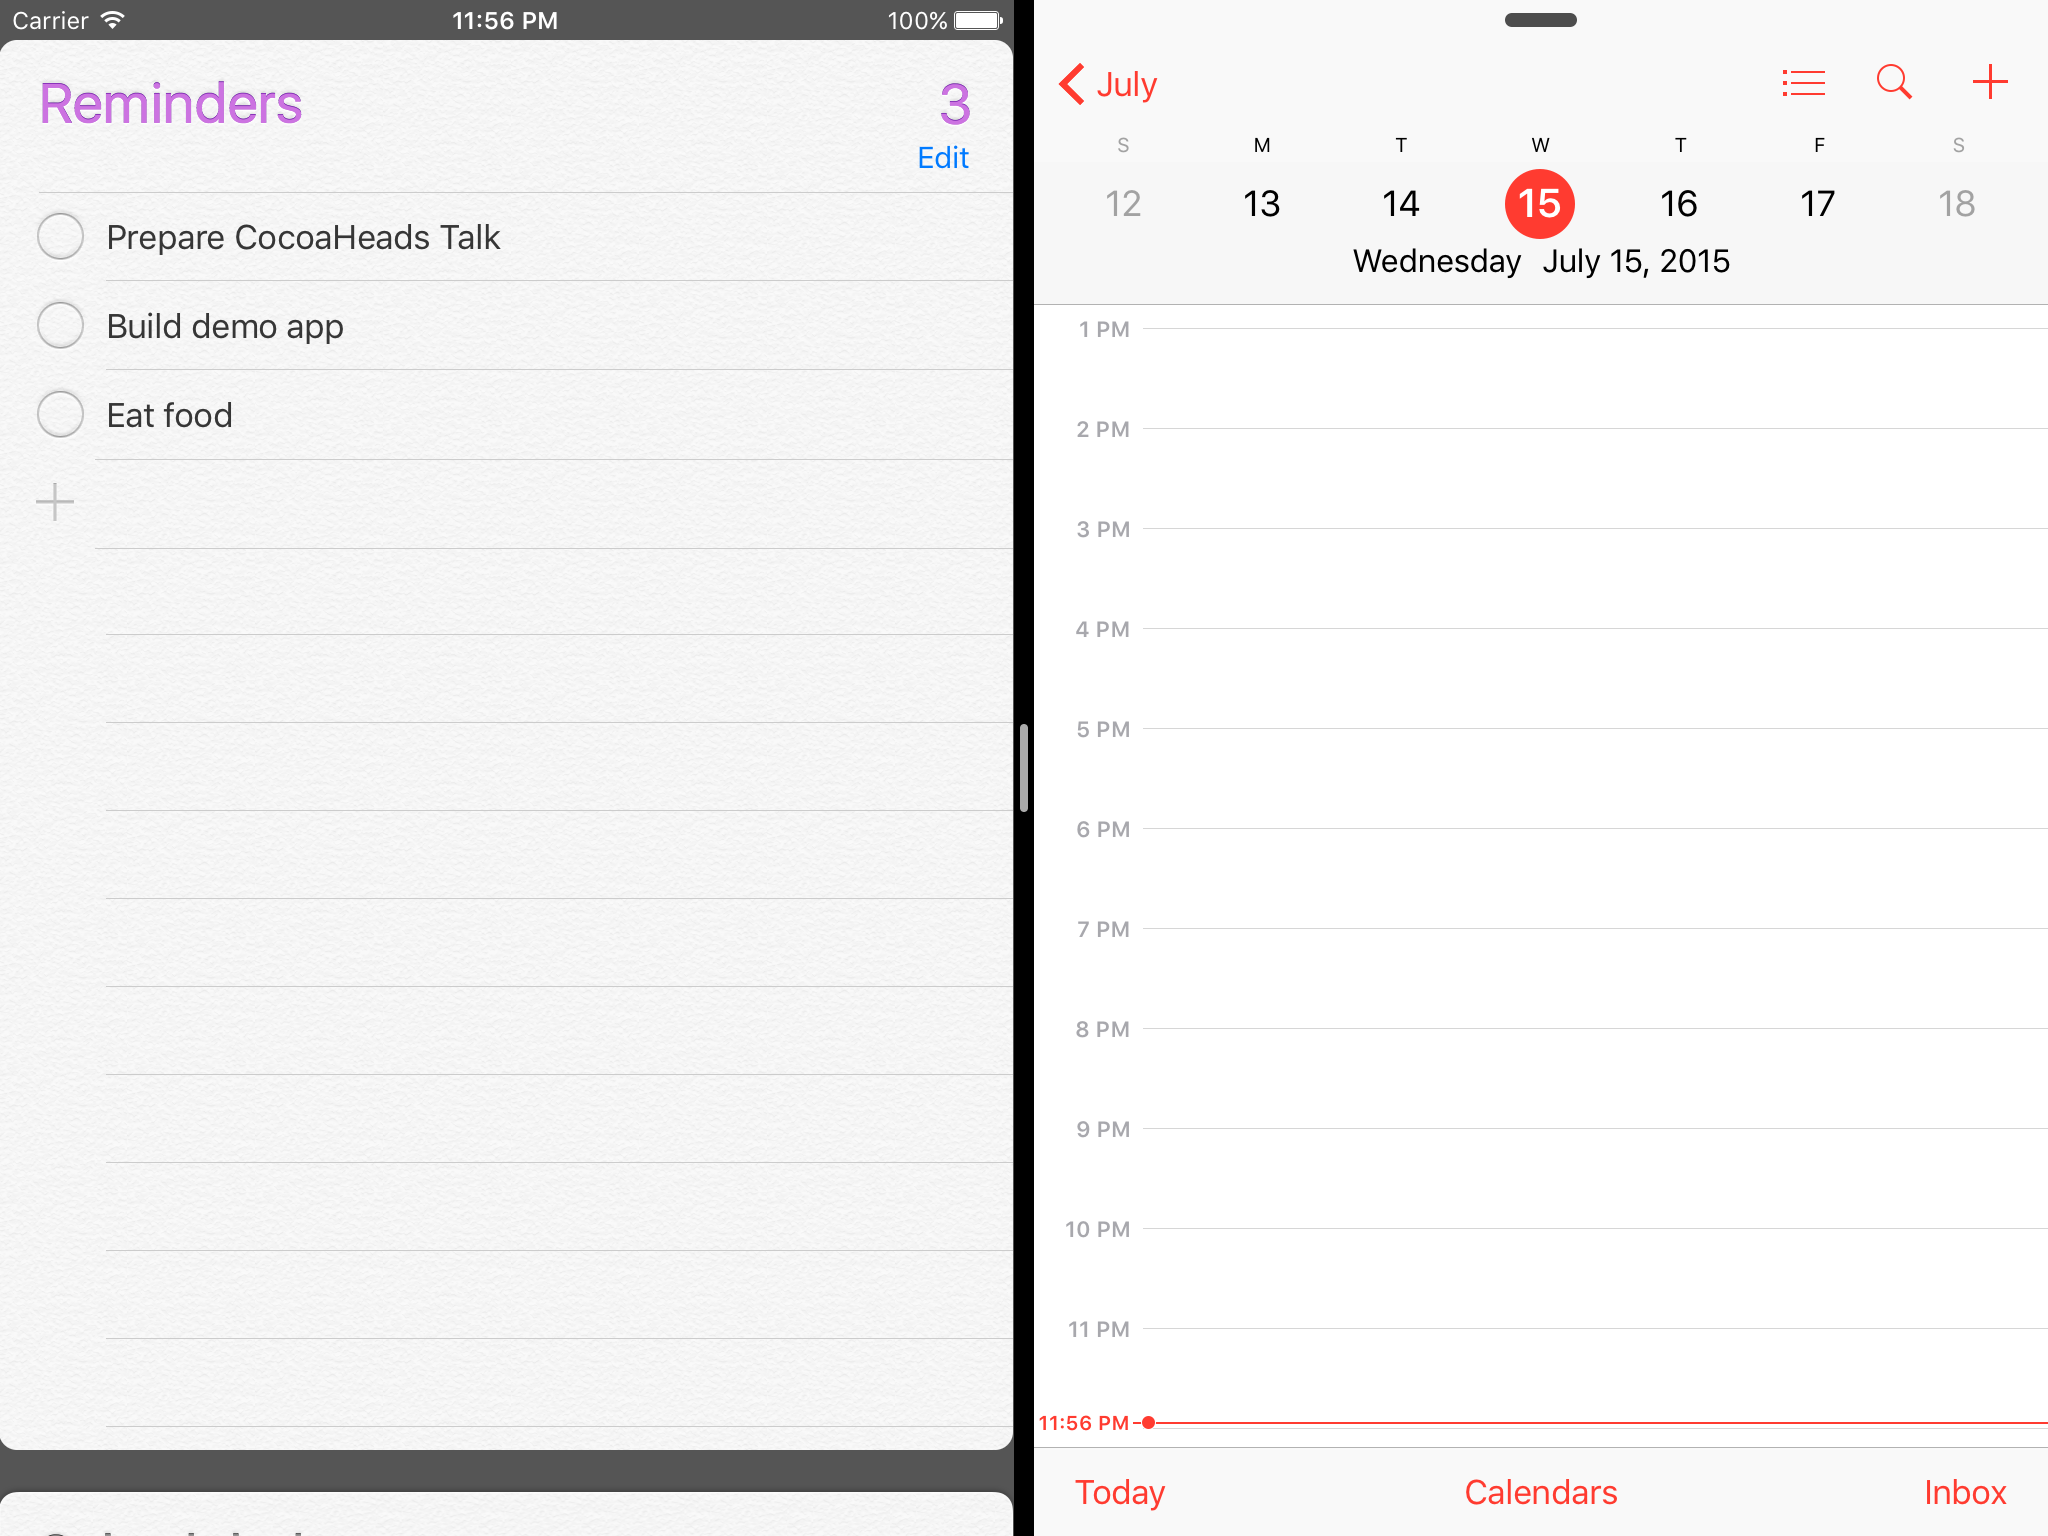 Carrier 11:56 PM 100%
Reminders 3
Edit
Prepare CocoaHeads Talk
Build demo app
Eat food
July
S M T W T F S
12 13 14 15 16 17 18
Wednesday July 15, 2015
1 PM
2 PM
3 PM
4 PM
5 PM
6 PM
7 PM
8 PM
9 PM
10 PM
11 PM
11:56 PM
Today Calendars Inbox